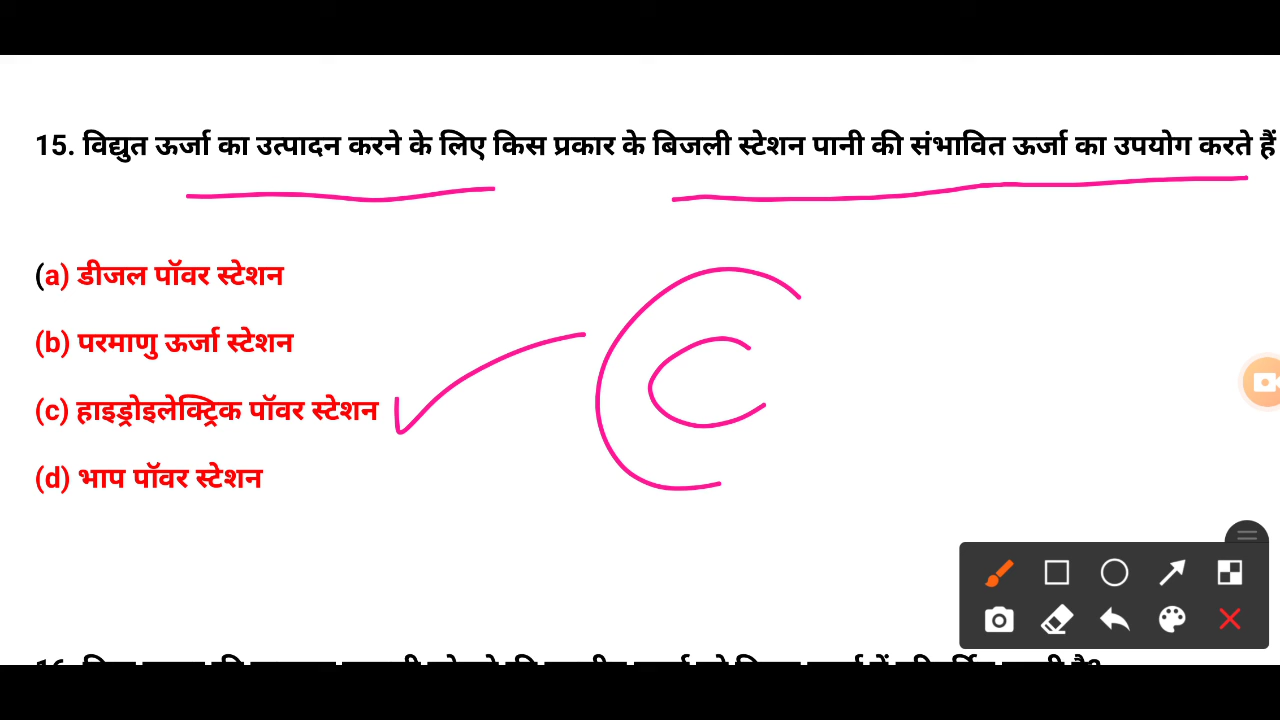 15. विद्युत ऊर्जा का उत्पादन करने के लिए किस प्रकार के बिजली स्टेशन पानी की संभावित ऊर्जा का उपयोग करते हैं
(a) डीजल पॉवर स्टेशन
(b) परमाणु ऊर्जा स्टेशन
(c) हाइड्रोइलेक्ट्रिक पॉवर स्टेशन
(d) भाप पॉवर स्टेशन